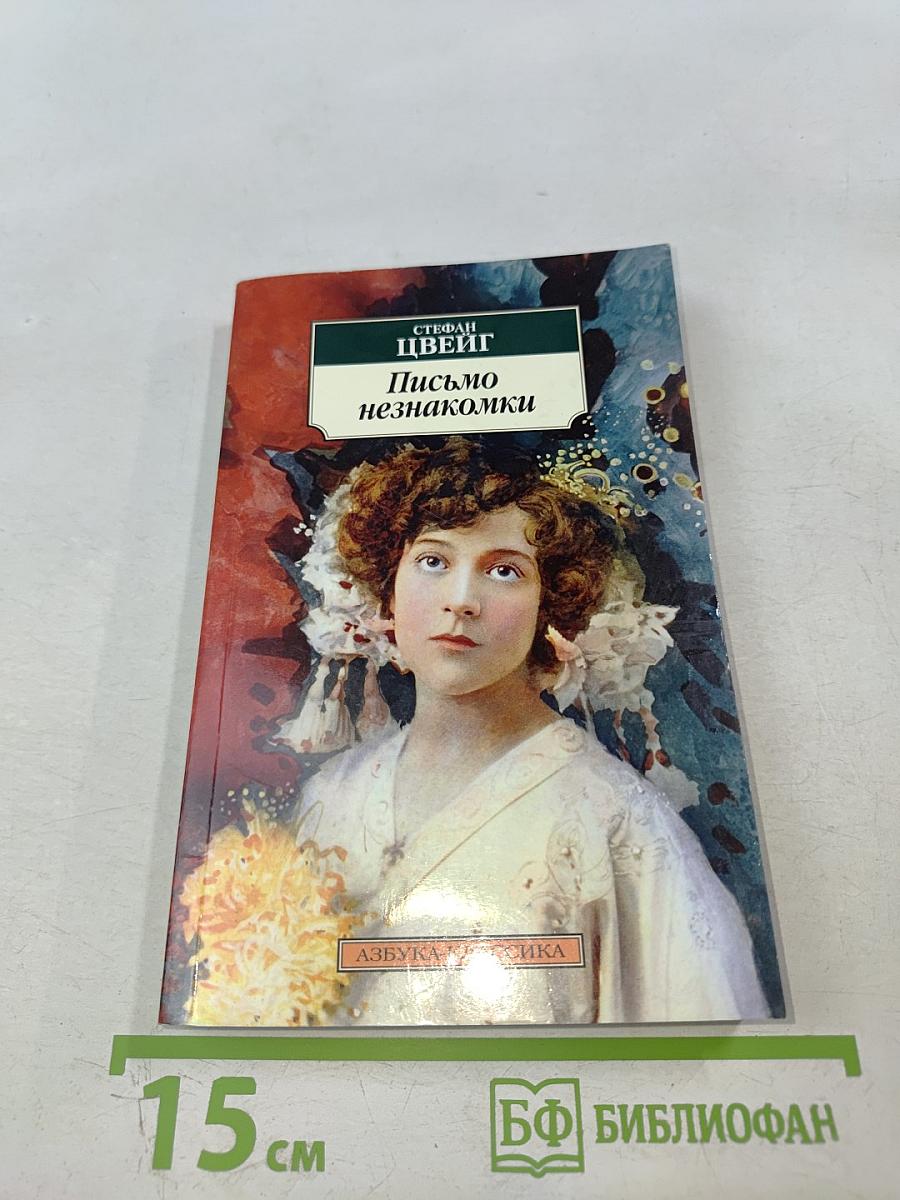 СТЕФАН
ЦВЕЙГ
Письмо
незнакомки
АЗБУКА-КЛАССИКА
15 см
БФ БИБЛИОФАН